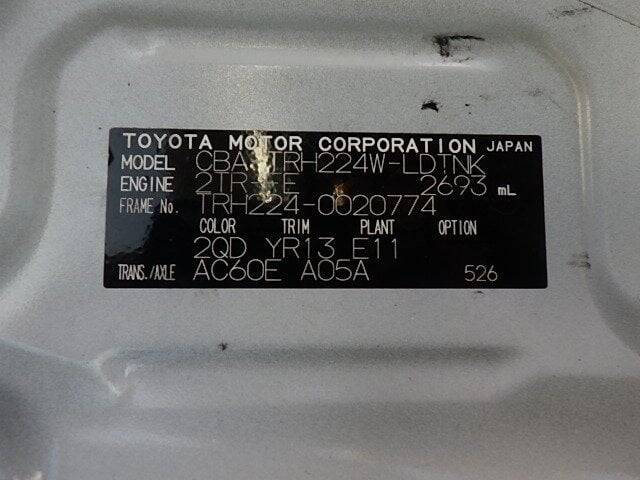 TOYOTA MOTOR CORPORATION JAPAN
MODEL CBA-TRH224W-LDTNK
ENGINE 2TR-FE 2693 mL
FRAME No. TRH224-0020774
COLOR TRIM PLANT OPTION
2QD YR13 E11
TRANS./AXLE AC60E A05A 526